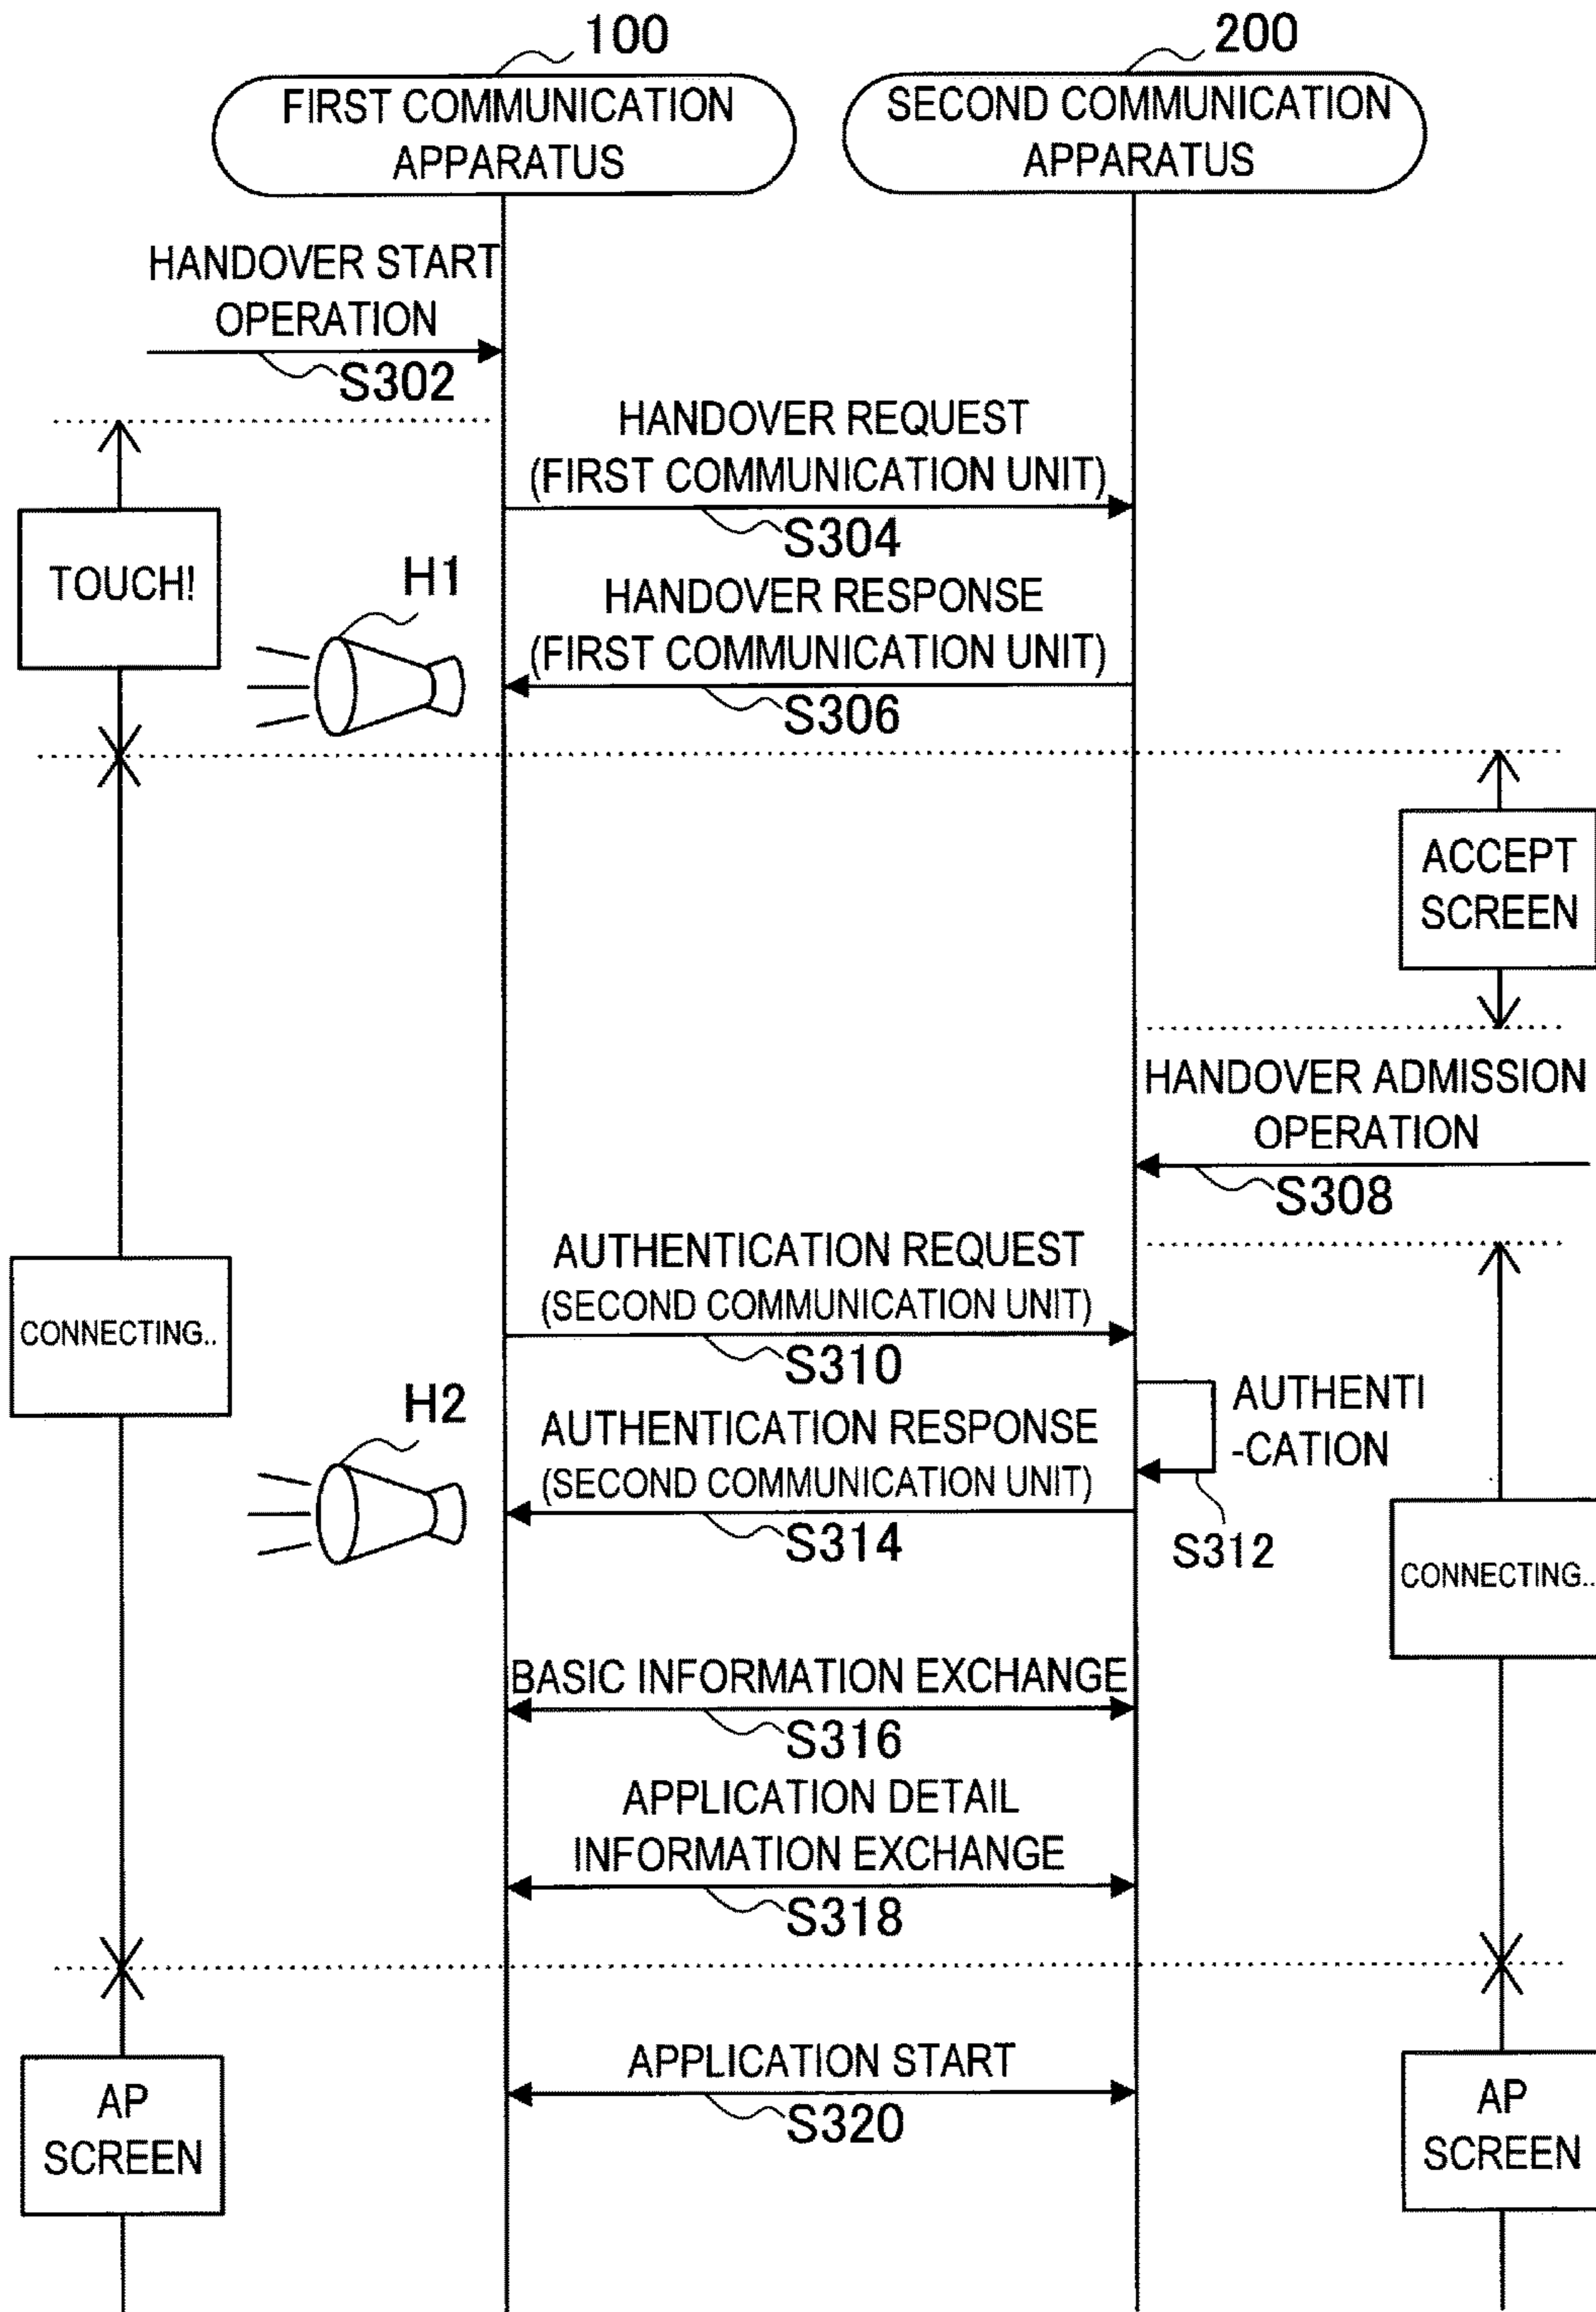 100
200
FIRST COMMUNICATION
APPARATUS
SECOND COMMUNICATION
APPARATUS
HANDOVER START
OPERATION
S302
HANDOVER REQUEST
(FIRST COMMUNICATION UNIT)
S304
TOUCH!
H1
HANDOVER RESPONSE
(FIRST COMMUNICATION UNIT)
S306
ACCEPT
SCREEN
HANDOVER ADMISSION
OPERATION
S308
AUTHENTICATION REQUEST
(SECOND COMMUNICATION UNIT)
S310
CONNECTING..
H2
AUTHENTI
-CATION
AUTHENTICATION RESPONSE
(SECOND COMMUNICATION UNIT)
S314
S312
CONNECTING..
BASIC INFORMATION EXCHANGE
S316
APPLICATION DETAIL
INFORMATION EXCHANGE
S318
APPLICATION START
S320
AP
SCREEN
AP
SCREEN